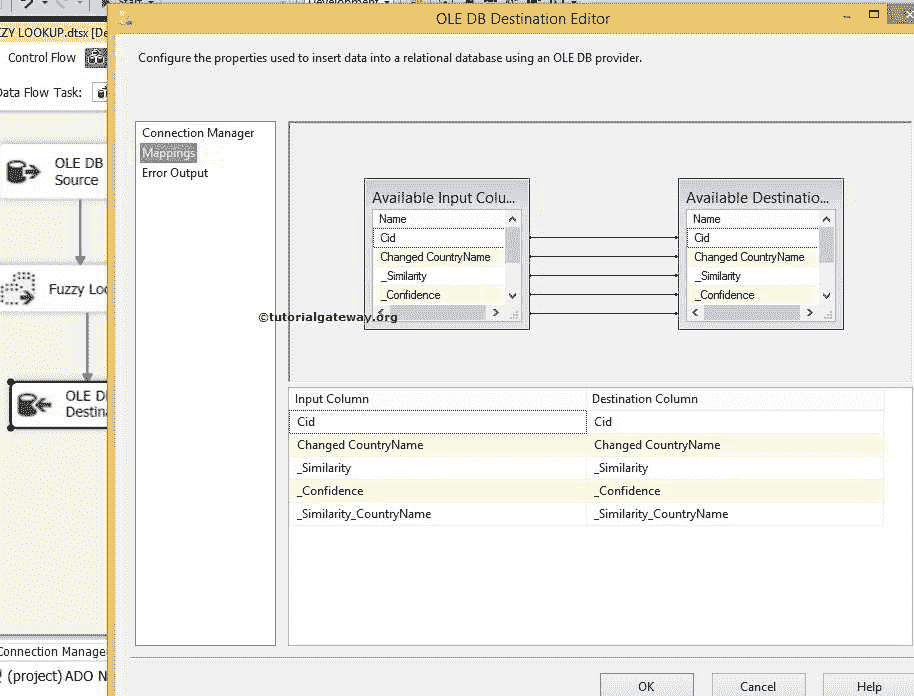 Start
Development
OLE DB Destination Editor
ZY LOOKUP.dtsx [De
Control Flow
Data Flow Task:
OLE DB
Source
Fuzzy Loo
OLE D
Destina
Connection Manage
(project) ADO N
Configure the properties used to insert data into a relational database using an OLE DB provider.
Connection Manager
Mappings
Error Output
Available Input Colu...
Name
Cid
Changed CountryName
_Similarity
_Confidence
Available Destinatio...
Name
Cid
Changed CountryName
_Similarity
_Confidence
©tutorialgateway.org
Input Column Destination Column
Cid Cid
Changed CountryName Changed CountryName
_Similarity _Similarity
_Confidence _Confidence
_Similarity_CountryName _Similarity_CountryName
OK Cancel Help